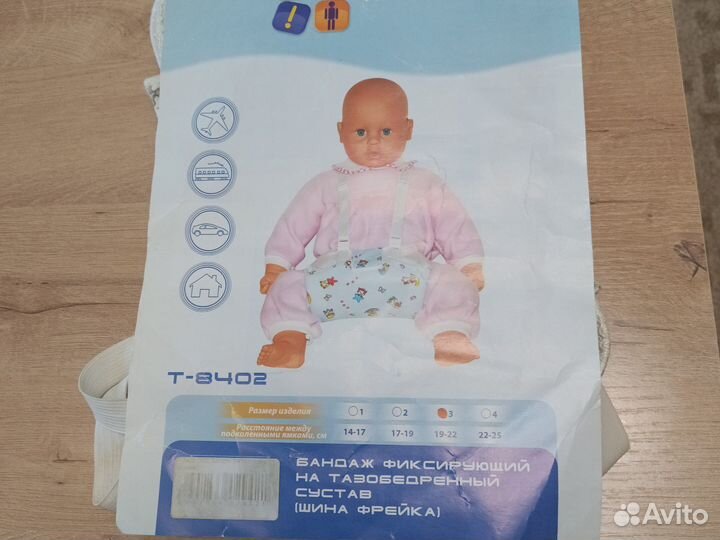 T-8402
Размер изделия 1 2 3 4
Расстояние между
подколенными ямками, см 14-17 17-19 19-22 22-25
БАНДАЖ ФИКСИРУЮЩИЙ
НА ТАЗОБЕДРЕННЫЙ
СУСТАВ
(ШИНА ФРЕЙКА)
Avito